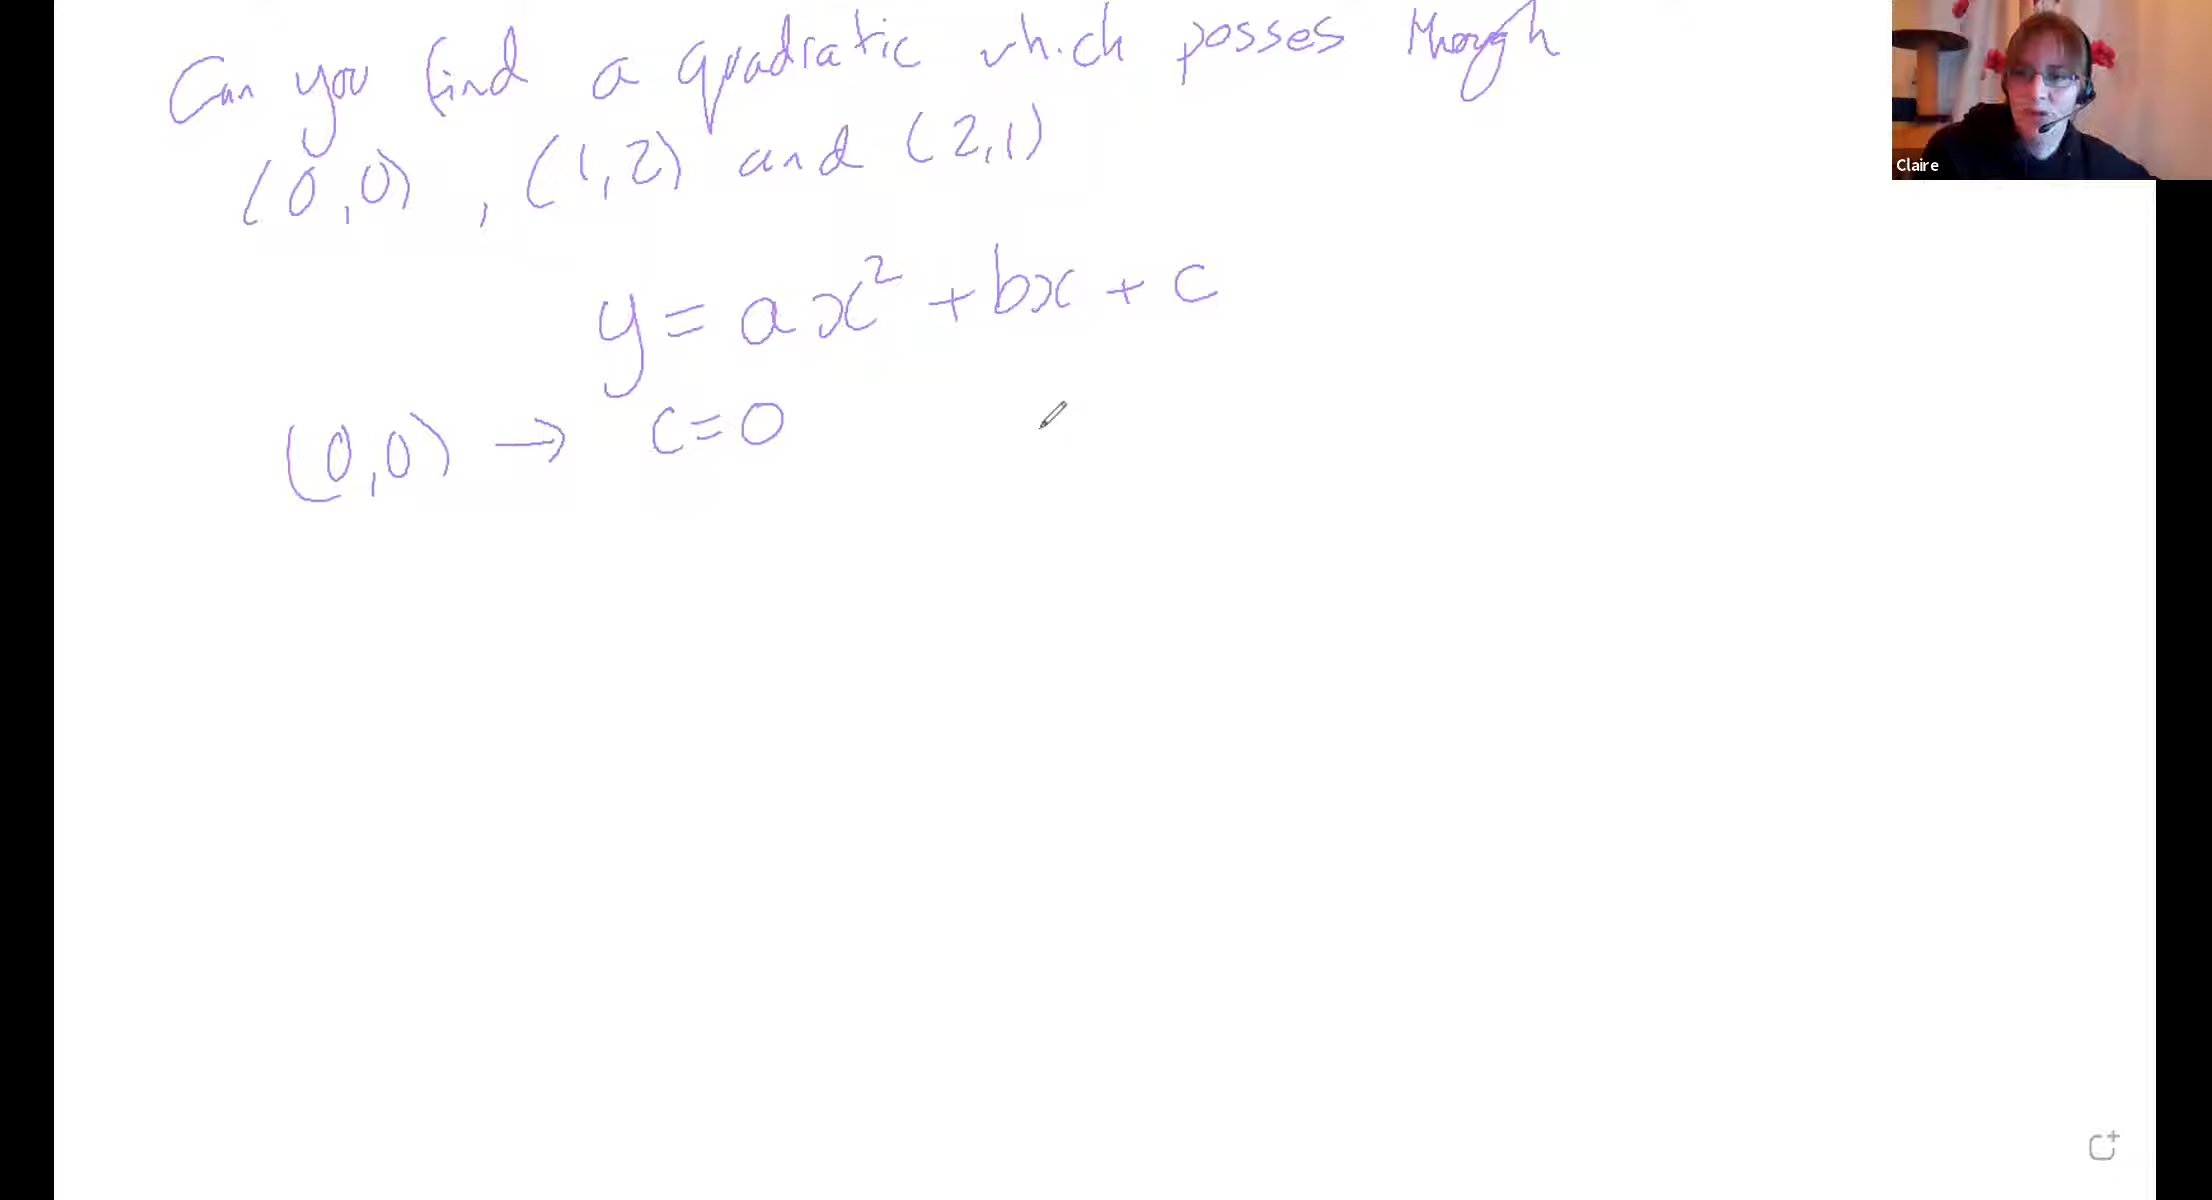 Can you find a quadratic which passes through
(0,0) , (1,2) and (2,1)
y = ax² + bx + c
(0,0) → c=0
Claire